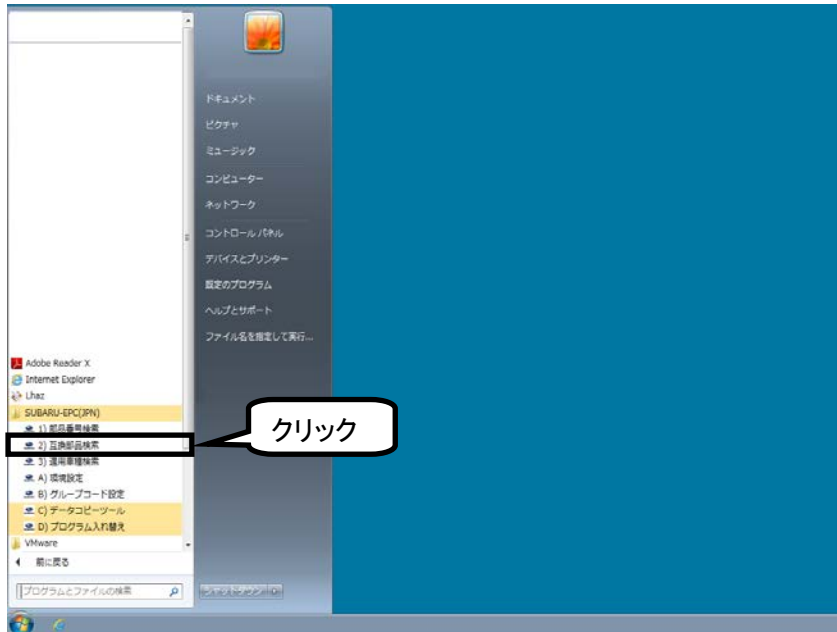 ドキュメント
ピクチャ
ミュージック
コンピューター
ネットワーク
コントロール パネル
デバイスとプリンター
既定のプログラム
ヘルプとサポート
ファイル名を指定して実行...
Adobe Reader X
Internet Explorer
Lhaz
SUBARU-EPC(JPN)
1) 部品番号検索
2) 互換部品検索
3) 適用車種検索
A) 環境設定
B) グループコード設定
C) データコピーツール
D) プログラム入れ替え
VMware
前に戻る
プログラムとファイルの検索
シャットダウン
クリック